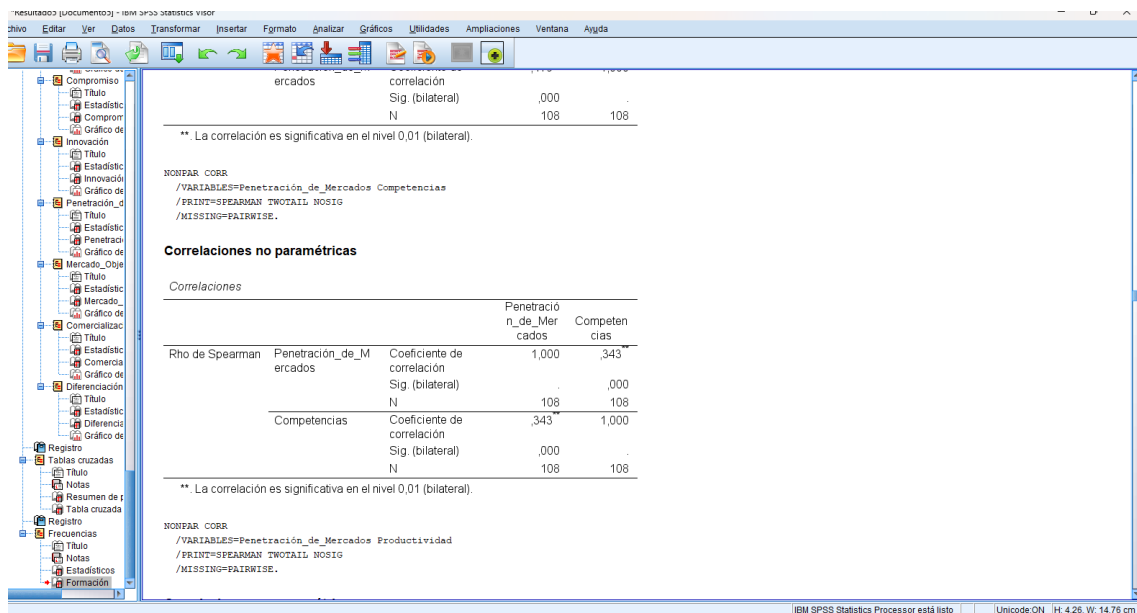 *Resultado3 [Documento3] - IBM SPSS Statistics Visor
Editar Ver Datos Transformar Insertar Formato Analizar Gráficos Utilidades Ampliaciones Ventana Ayuda
Compromiso
Título
Estadístic
Comprom
Gráfico de
Innovación
Título
Estadístic
Innovació
Gráfico de
Penetración_d
Título
Estadístic
Penetraci
Gráfico de
Mercado_Obje
Título
Estadístic
Mercado_
Gráfico de
Comercializac
Título
Estadístic
Comercia
Gráfico de
Diferenciación
Título
Estadístic
Diferencia
Gráfico de
Registro
Tablas cruzadas
Título
Notas
Resumen de p
Tabla cruzada
Registro
Frecuencias
Título
Notas
Estadísticos
Formación
ercados correlación
Sig. (bilateral) ,000 .
N 108 108
**. La correlación es significativa en el nivel 0,01 (bilateral).
NONPAR CORR
/VARIABLES=Penetración_de_Mercados Competencias
/PRINT=SPEARMAN TWOTAIL NOSIG
/MISSING=PAIRWISE.
Correlaciones no paramétricas
Correlaciones
Penetració
n_de_Mer Competen
cados cias
Rho de Spearman Penetración_de_M Coeficiente de 1,000 ,343**
ercados correlación
Sig. (bilateral) . ,000
N 108 108
Competencias Coeficiente de ,343** 1,000
correlación
Sig. (bilateral) ,000 .
N 108 108
**. La correlación es significativa en el nivel 0,01 (bilateral).
NONPAR CORR
/VARIABLES=Penetración_de_Mercados Productividad
/PRINT=SPEARMAN TWOTAIL NOSIG
/MISSING=PAIRWISE.
IBM SPSS Statistics Processor está listo Unicode:ON H: 4,26, W: 14,76 cm